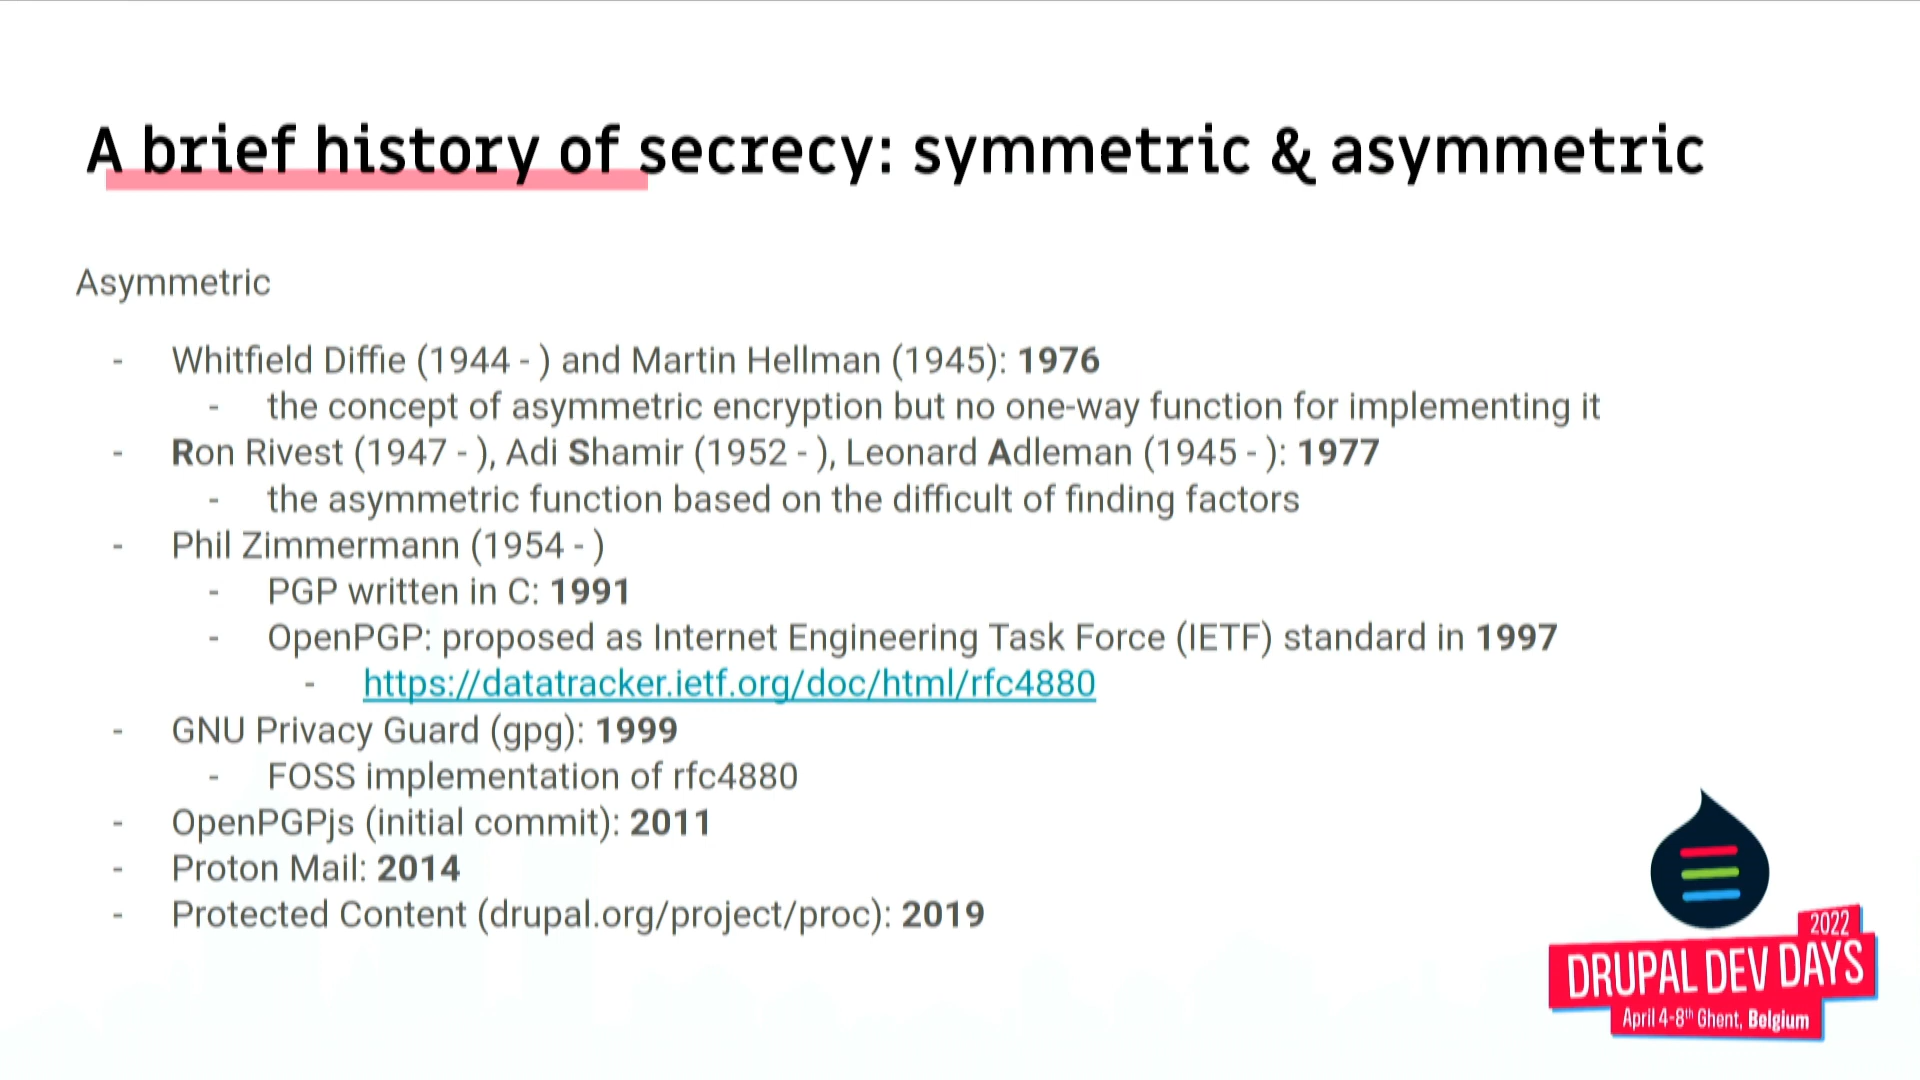 A brief history of secrecy: symmetric & asymmetric
Asymmetric
- Whitfield Diffie (1944 - ) and Martin Hellman (1945): 1976
- the concept of asymmetric encryption but no one-way function for implementing it
- Ron Rivest (1947 - ), Adi Shamir (1952 - ), Leonard Adleman (1945 - ): 1977
- the asymmetric function based on the difficult of finding factors
- Phil Zimmermann (1954 - )
- PGP written in C: 1991
- OpenPGP: proposed as Internet Engineering Task Force (IETF) standard in 1997
- https://datatracker.ietf.org/doc/html/rfc4880
- GNU Privacy Guard (gpg): 1999
- FOSS implementation of rfc4880
- OpenPGPjs (initial commit): 2011
- Proton Mail: 2014
- Protected Content (drupal.org/project/proc): 2019
2022
DRUPAL DEV DAYS
April 4-8th Ghent, Belgium